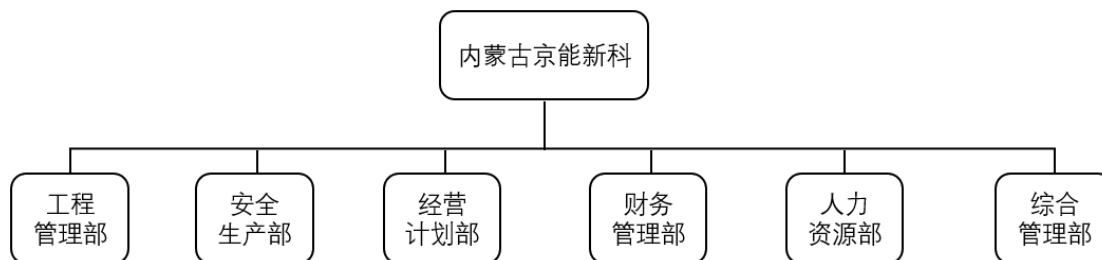 内蒙古京能新科
工程
管理部
安全
生产部
经营
计划部
财务
管理部
人力
资源部
综合
管理部